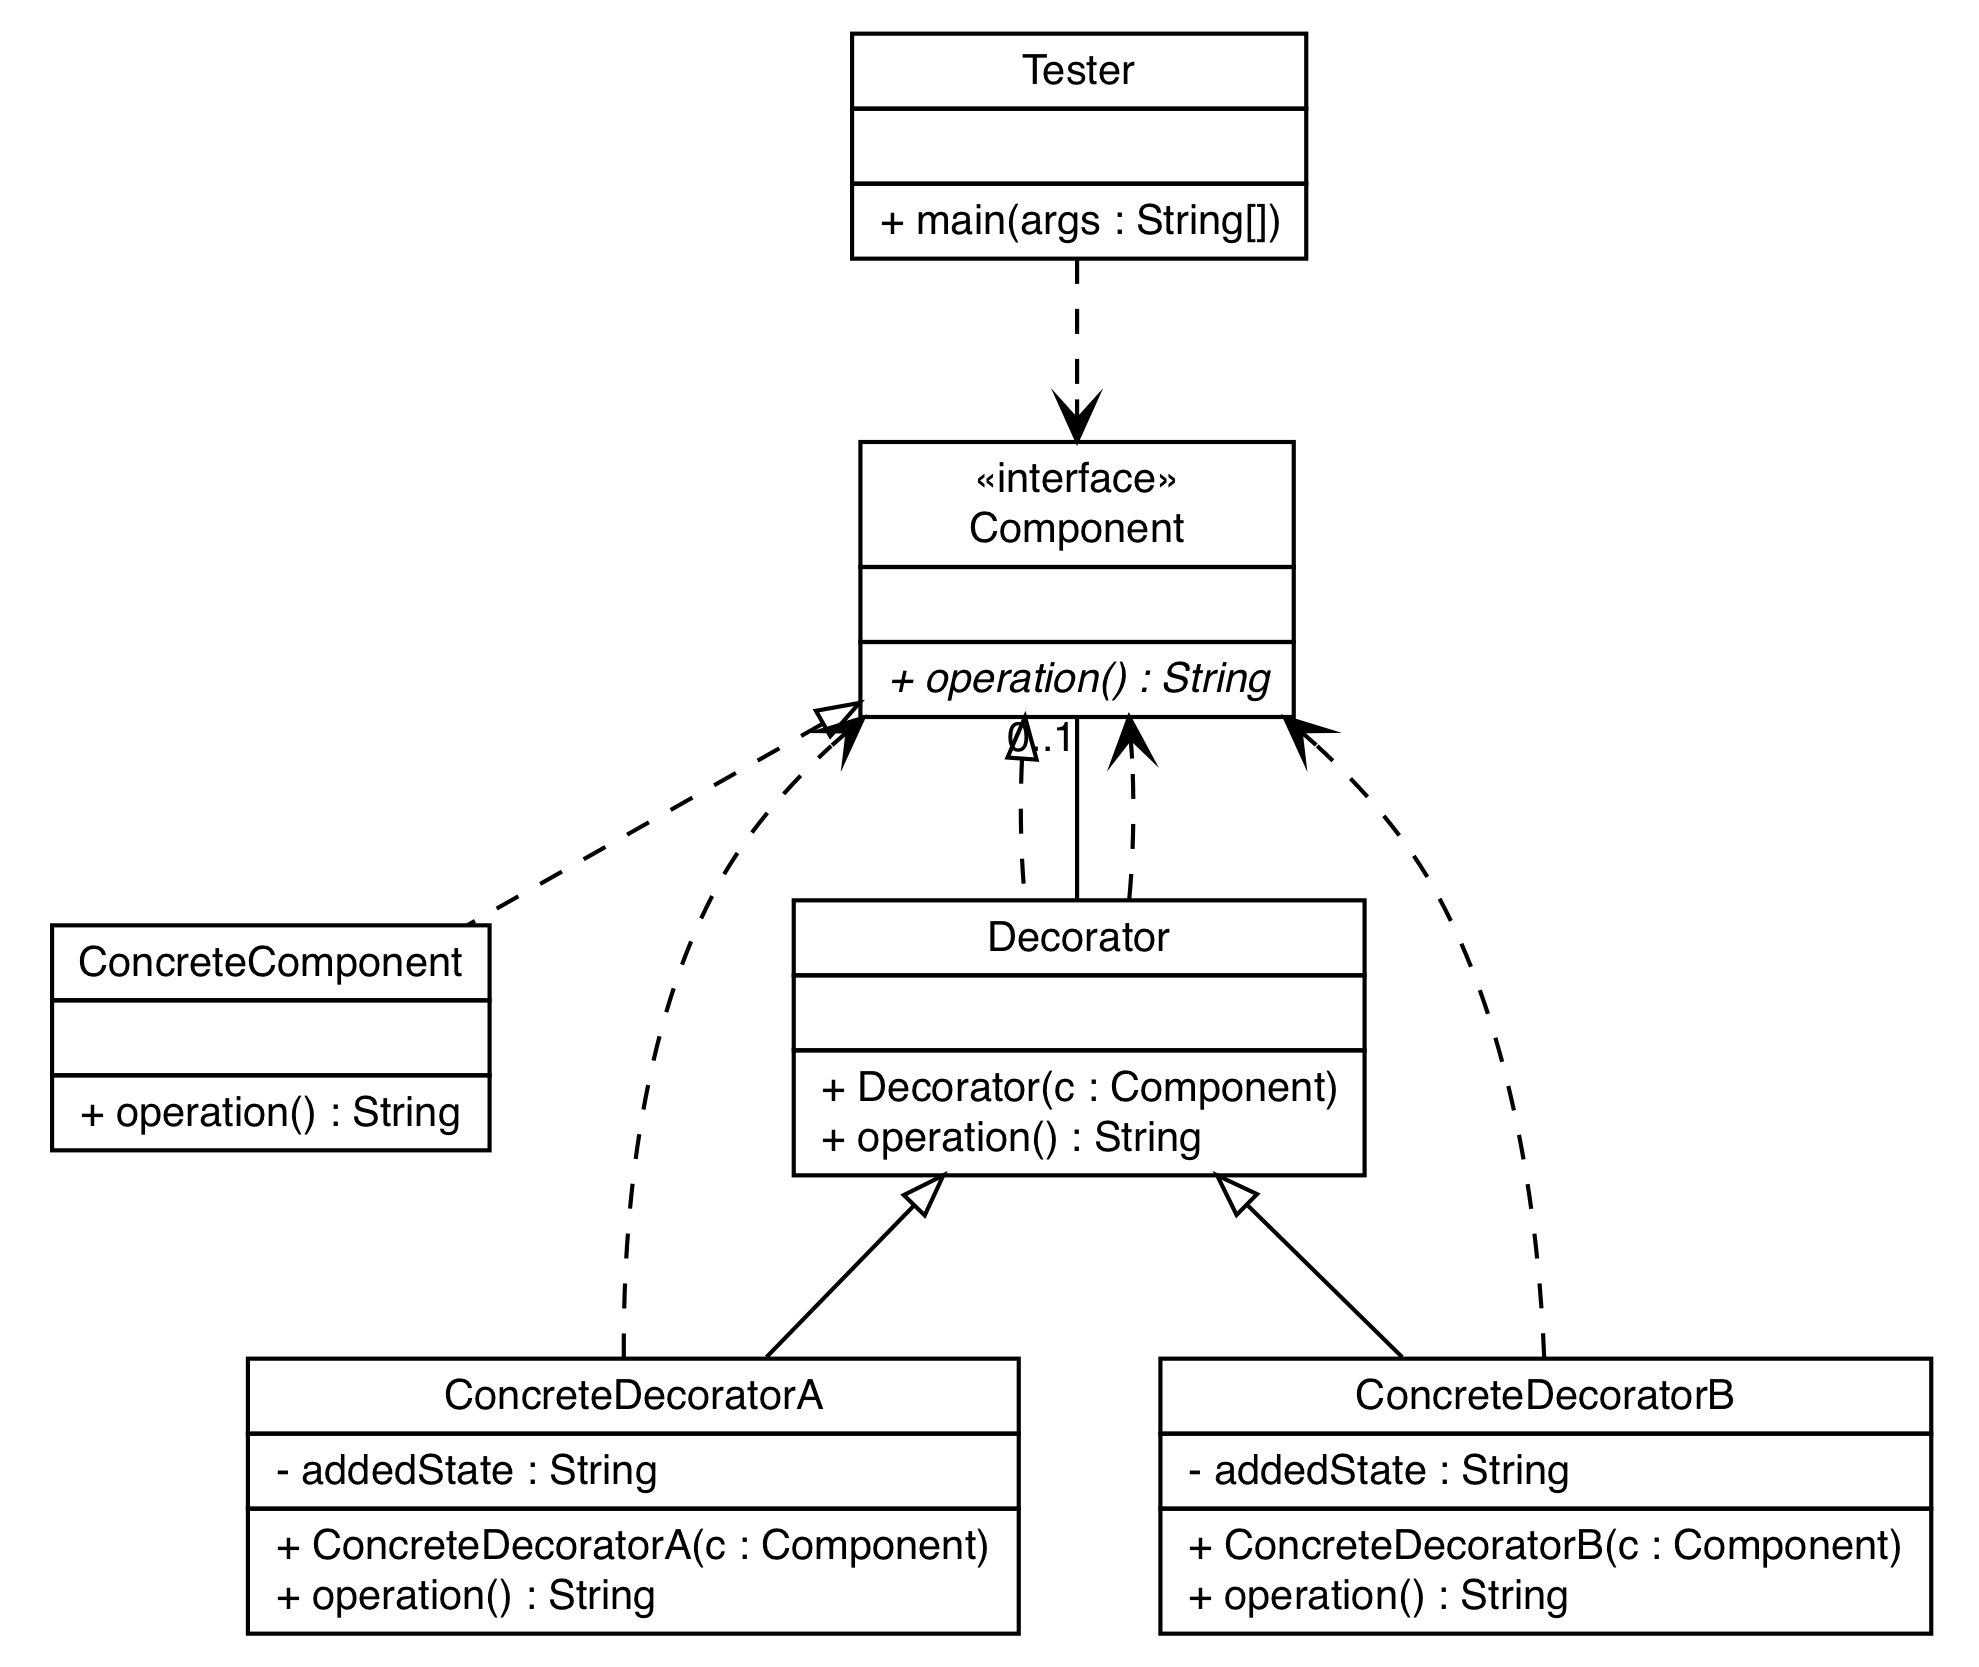 Tester
+ main(args : String[])
«interface»
Component
+ operation() : String
0..1
ConcreteComponent
+ operation() : String
Decorator
+ Decorator(c : Component)
+ operation() : String
ConcreteDecoratorA
- addedState : String
+ ConcreteDecoratorA(c : Component)
+ operation() : String
ConcreteDecoratorB
- addedState : String
+ ConcreteDecoratorB(c : Component)
+ operation() : String